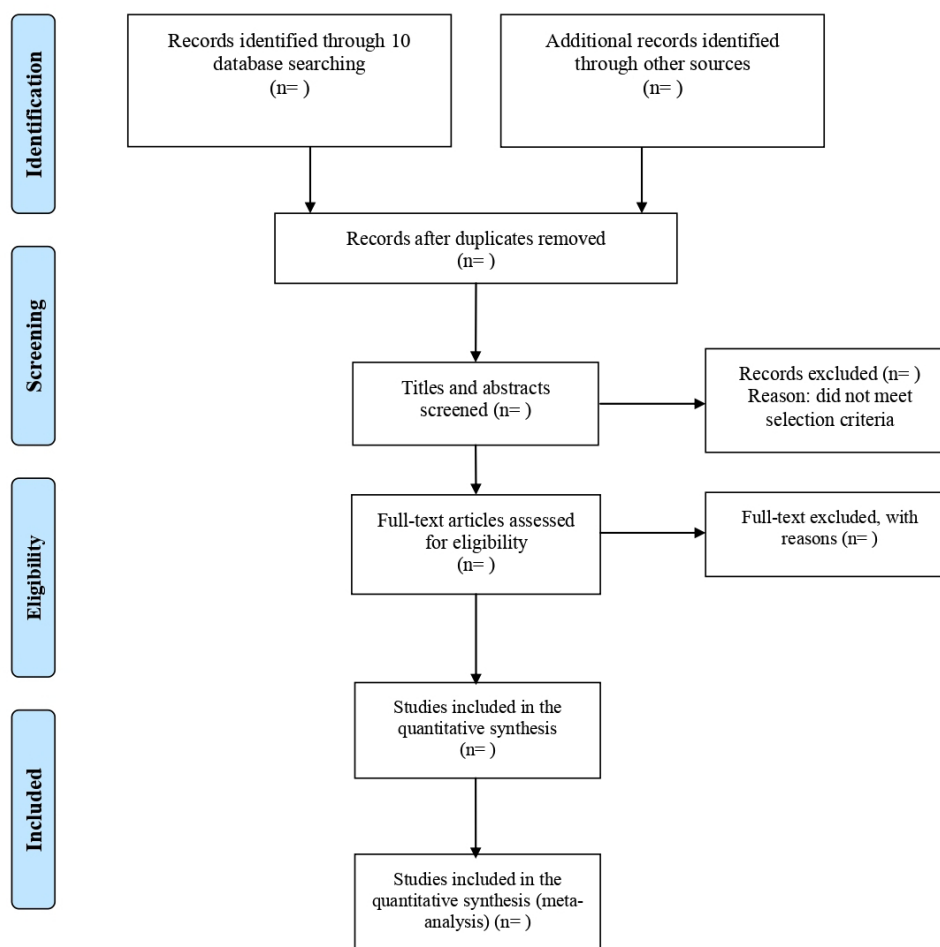 Identification
Records identified through 10
database searching
(n= )
Additional records identified
through other sources
(n= )
Records after duplicates removed
(n= )
Screening
Titles and abstracts
screened (n= )
Records excluded (n= )
Reason: did not meet
selection criteria
Eligibility
Full-text articles assessed
for eligibility
(n= )
Full-text excluded, with
reasons (n= )
Included
Studies included in the
quantitative synthesis
(n= )
Studies included in the
quantitative synthesis (meta-
analysis) (n= )